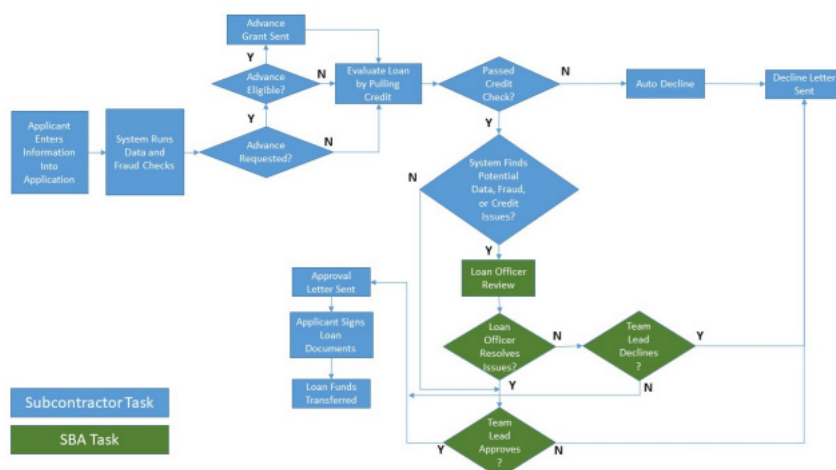 Advance
Grant Sent
Y
Advance
Eligible?
N
Evaluate Loan
by Pulling
Credit
Passed
Credit
Check?
N
Auto Decline
Decline Letter
Sent
Y
Y
Applicant
Enters
Information
Into
Application
System Runs
Data and
Fraud Checks
Advance
Requested?
N
N
System Finds
Potential
Data, Fraud,
or Credit
Issues?
N
Y
Loan Officer
Review
Approval
Letter Sent
Applicant Signs
Loan
Documents
Loan Funds
Transferred
Loan
Officer
Resolves
Issues?
N
Team
Lead
Declines
?
Y
Y
N
Team
Lead
Approves
?
Y
N
Subcontractor Task
SBA Task